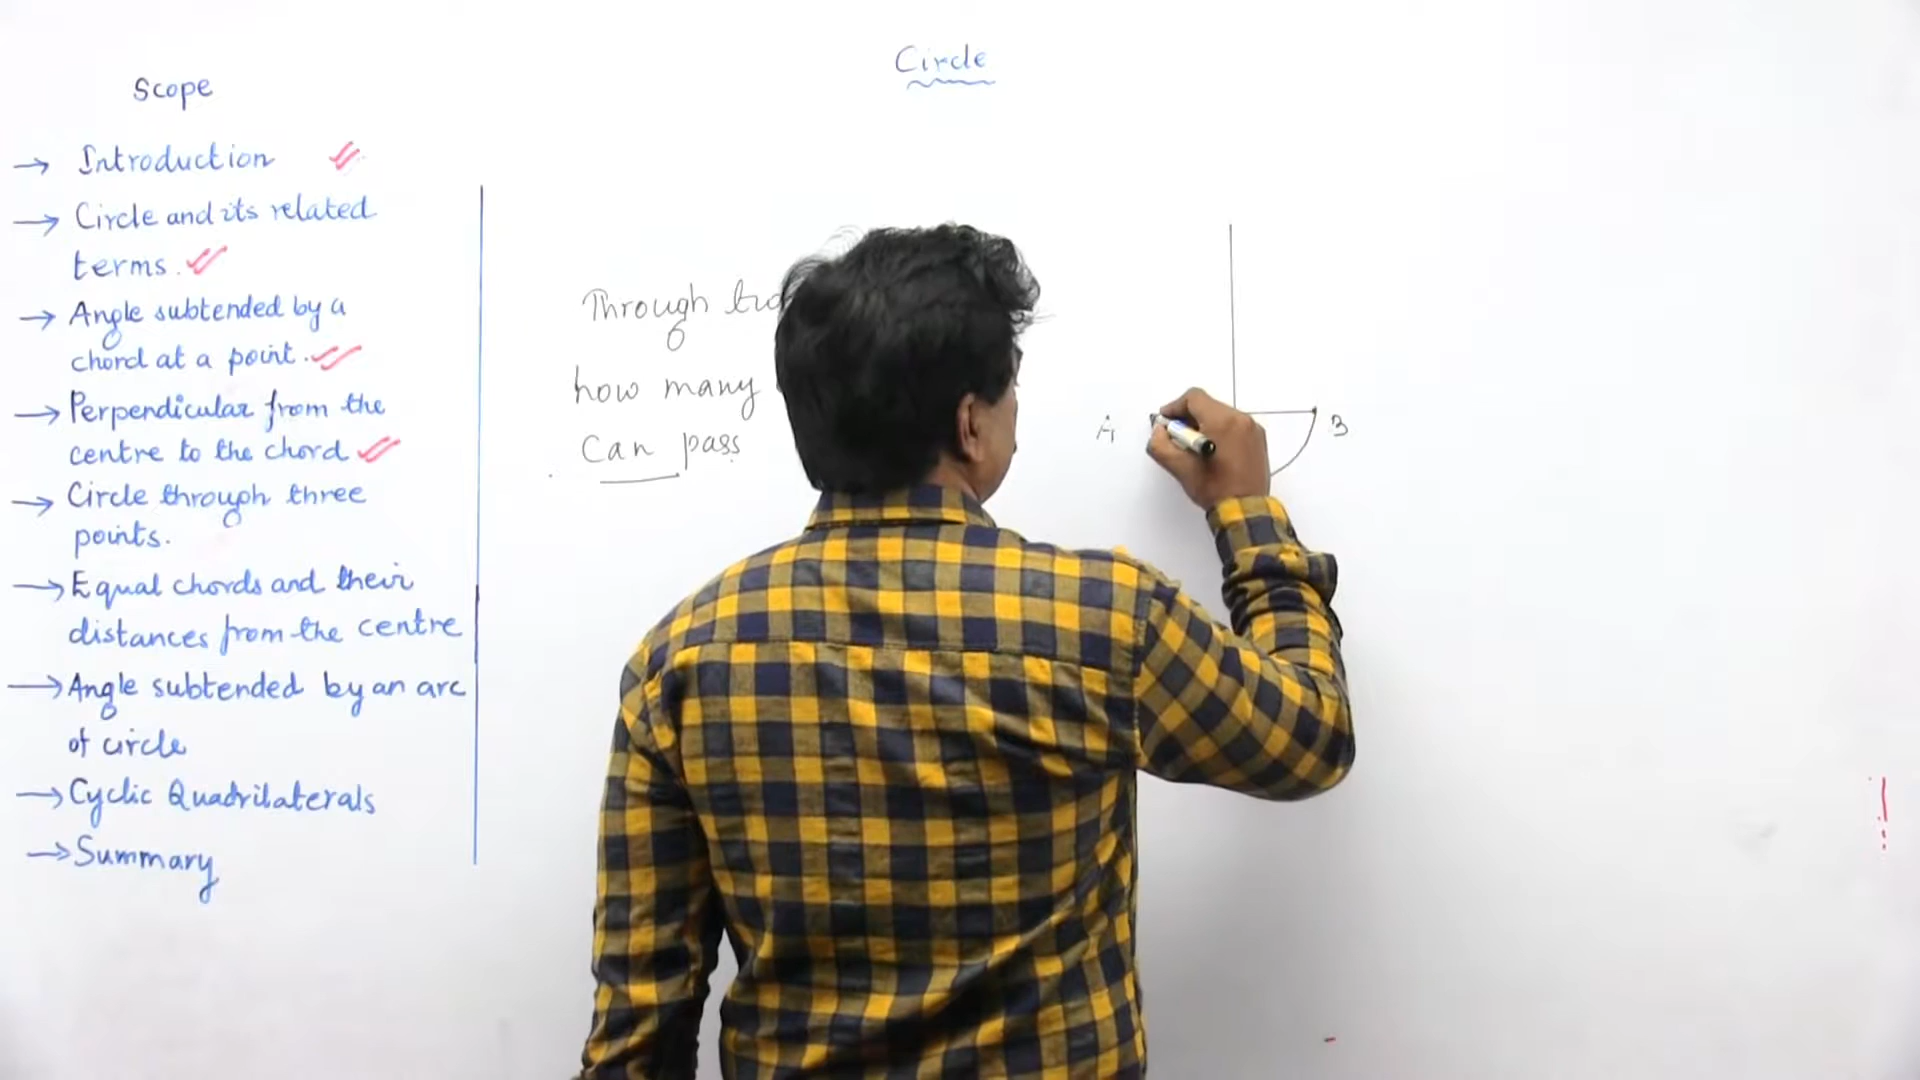 Circle
Scope
→ Introduction
→ Circle and its related
terms.
→ Angle subtended by a
chord at a point.
→ Perpendicular from the
centre to the chord
→ Circle through three
points.
→ Equal chords and their
distances from the centre
→ Angle subtended by an arc
of circle
→ Cyclic Quadrilaterals
→ Summary
Through
how many
Can pass
A
B